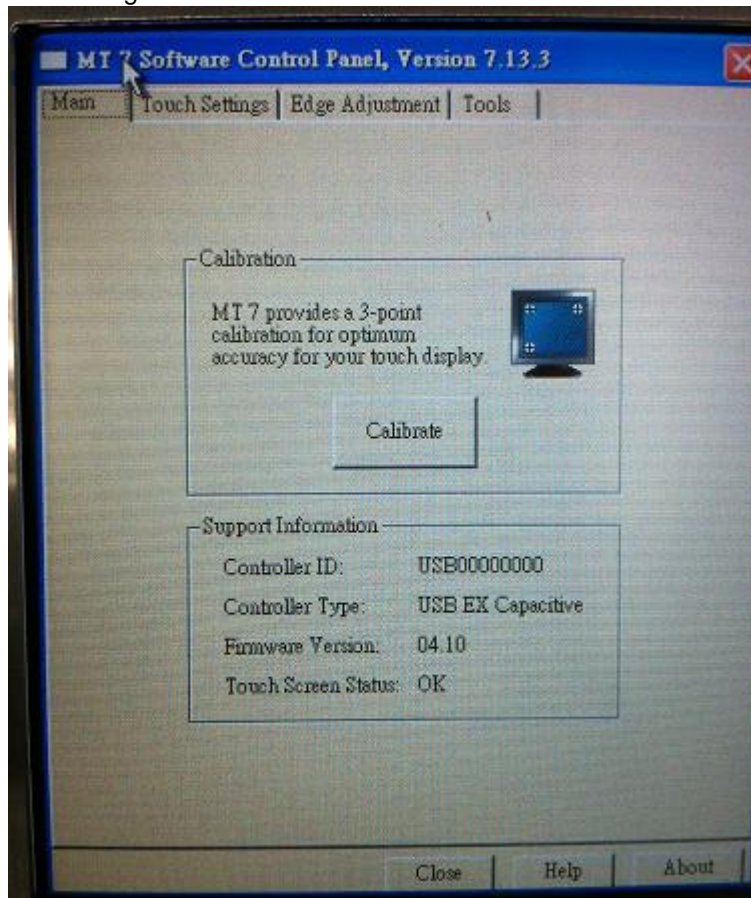 MT 7 Software Control Panel, Version 7.13.3
Main Touch Settings Edge Adjustment Tools
Calibration
MT 7 provides a 3-point
calibration for optimum
accuracy for your touch display.
Calibrate
Support Information
Controller ID: USB00000000
Controller Type: USB EX Capacitive
Firmware Version: 04.10
Touch Screen Status: OK
Close Help About